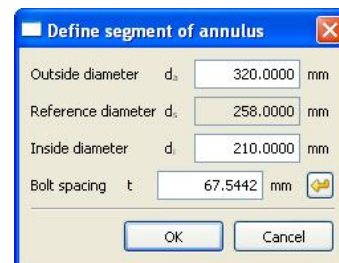 Define segment of annulus
Outside diameter dₐ 320.0000 mm
Reference diameter dₛ 258.0000 mm
Inside diameter dᵢ 210.0000 mm
Bolt spacing t 67.5442 mm
OK Cancel